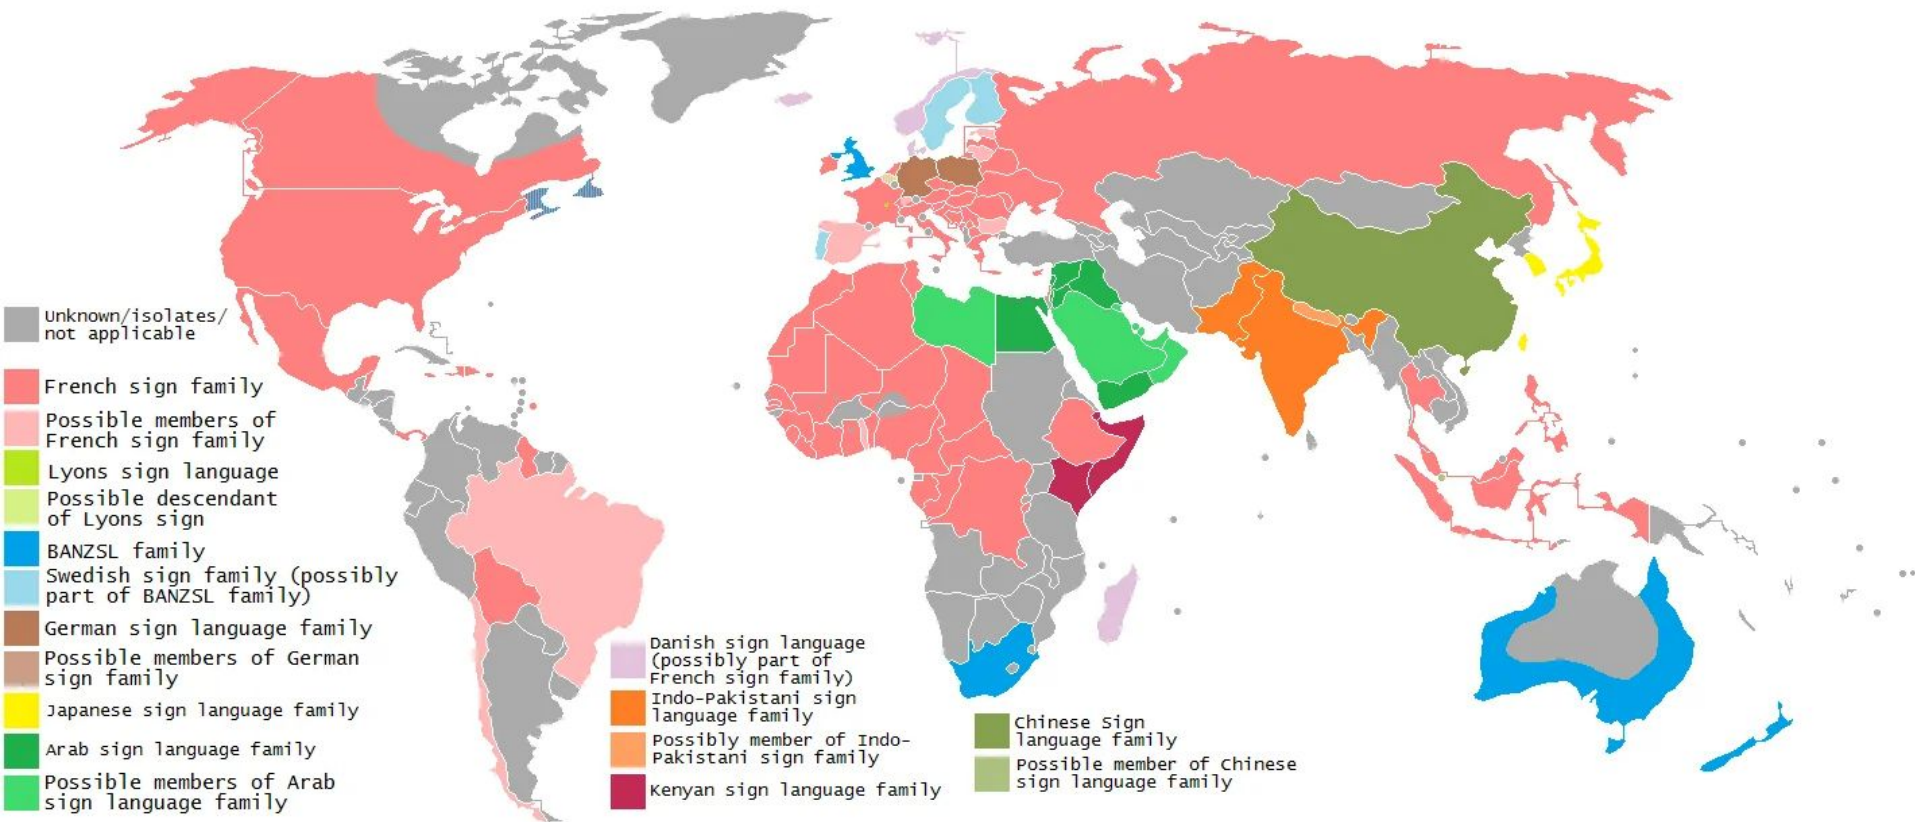 Unknown/isolates/
not applicable
French sign family
Possible members of
French sign family
Lyons sign language
Possible descendant
of Lyons sign
BANZSL family
Swedish sign family (possibly
part of BANZSL family)
German sign language family
Possible members of German
sign family
Japanese sign language family
Arab sign language family
Possible members of Arab
sign language family
Danish sign language
(possibly part of
French sign family)
Indo-Pakistani sign
language family
Possibly member of Indo-
Pakistani sign family
Kenyan sign language family
Chinese Sign
language family
Possible member of Chinese
sign language family